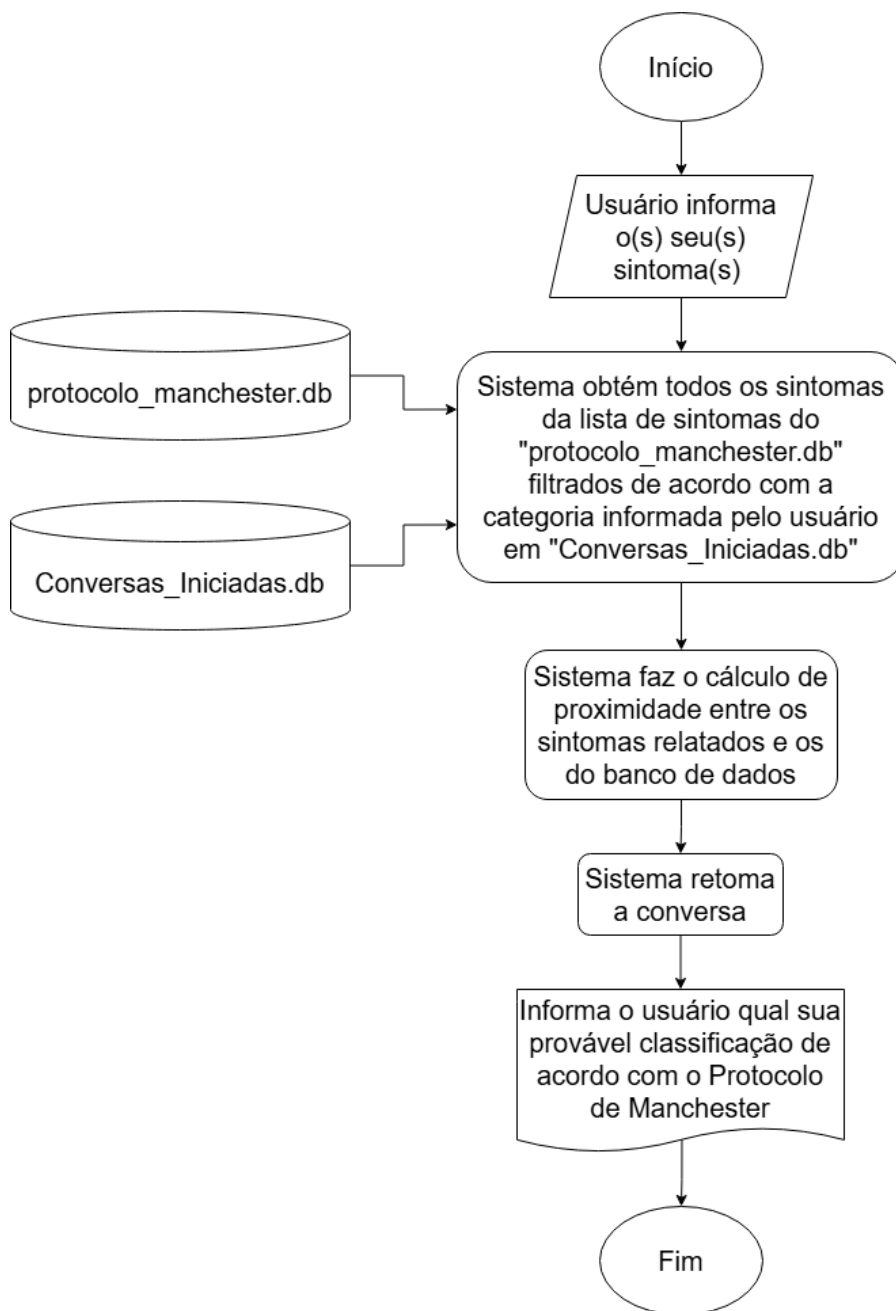 Início
Usuário informa
o(s) seu(s)
sintoma(s)
protocolo_manchester.db
Conversas_Iniciadas.db
Sistema obtém todos os sintomas
da lista de sintomas do
"protocolo_manchester.db"
filtrados de acordo com a
categoria informada pelo usuário
em "Conversas_Iniciadas.db"
Sistema faz o cálculo de
proximidade entre os
sintomas relatados e os
do banco de dados
Sistema retoma
a conversa
Informa o usuário qual sua
provável classificação de
acordo com o Protocolo
de Manchester
Fim